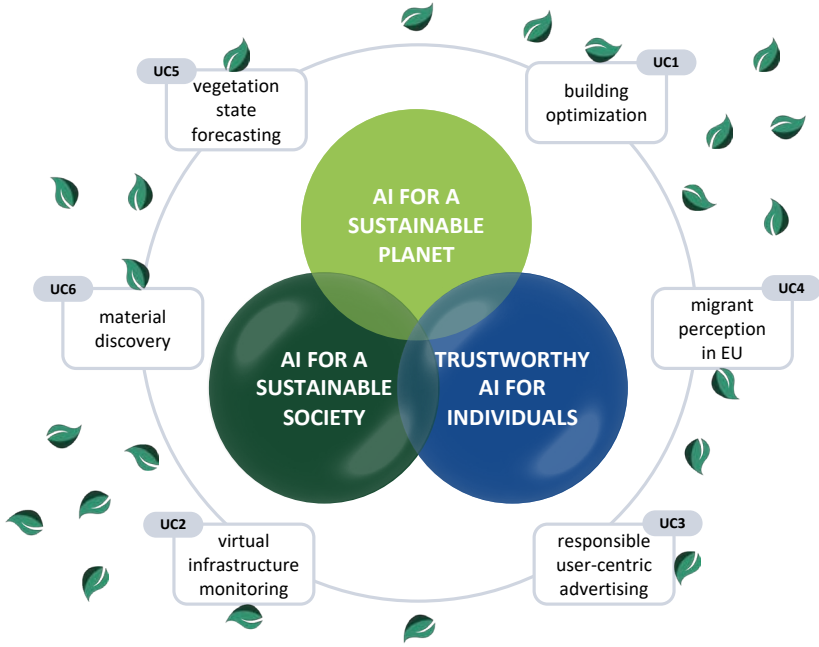 UC5
vegetation
state
forecasting
UC1
building
optimization
AI FOR A
SUSTAINABLE
PLANET
UC6
material
discovery
UC4
migrant
perception
in EU
AI FOR A
SUSTAINABLE
SOCIETY
TRUSTWORTHY
AI FOR
INDIVIDUALS
UC2
virtual
infrastructure
monitoring
UC3
responsible
user-centric
advertising